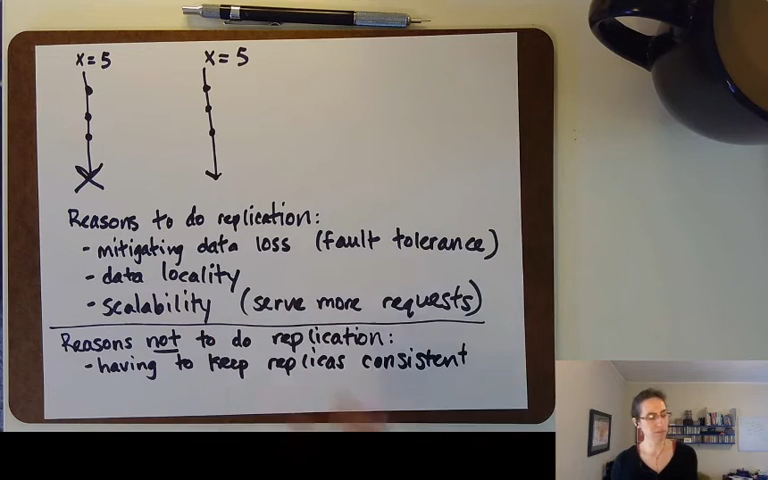 x=5 x=5
Reasons to do replication:
- mitigating data loss (fault tolerance)
- data locality
- scalability (serve more requests)
Reasons not to do replication:
- having to keep replicas consistent